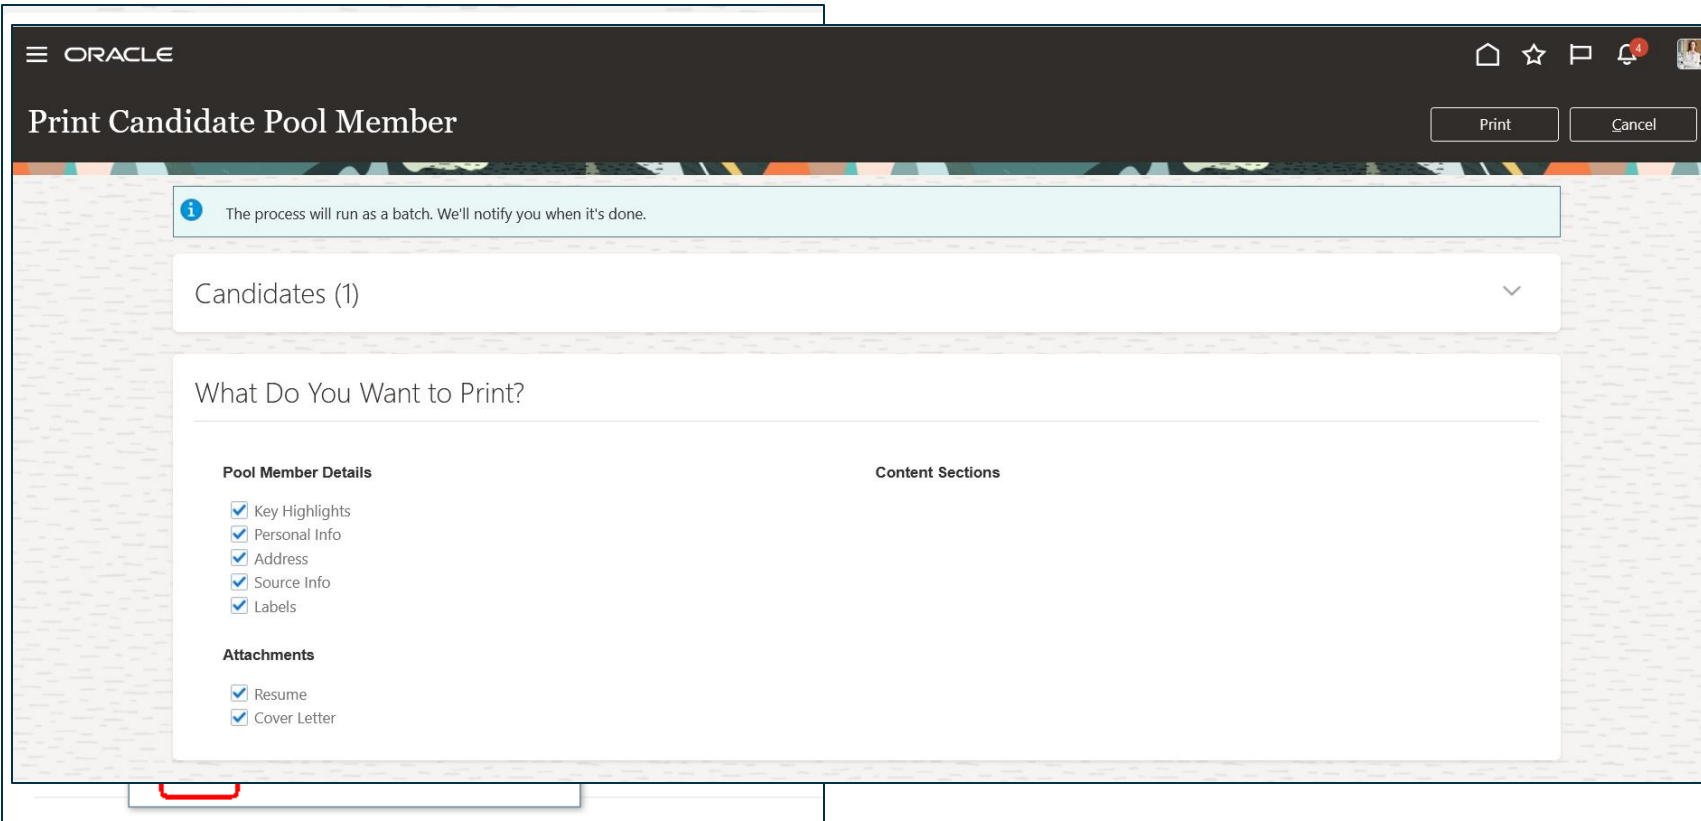 ORACLE
4
Print Candidate Pool Member
Print
Cancel
The process will run as a batch. We'll notify you when it's done.
Candidates (1)
What Do You Want to Print?
Pool Member Details
Content Sections
Key Highlights
Personal Info
Address
Source Info
Labels
Attachments
Resume
Cover Letter